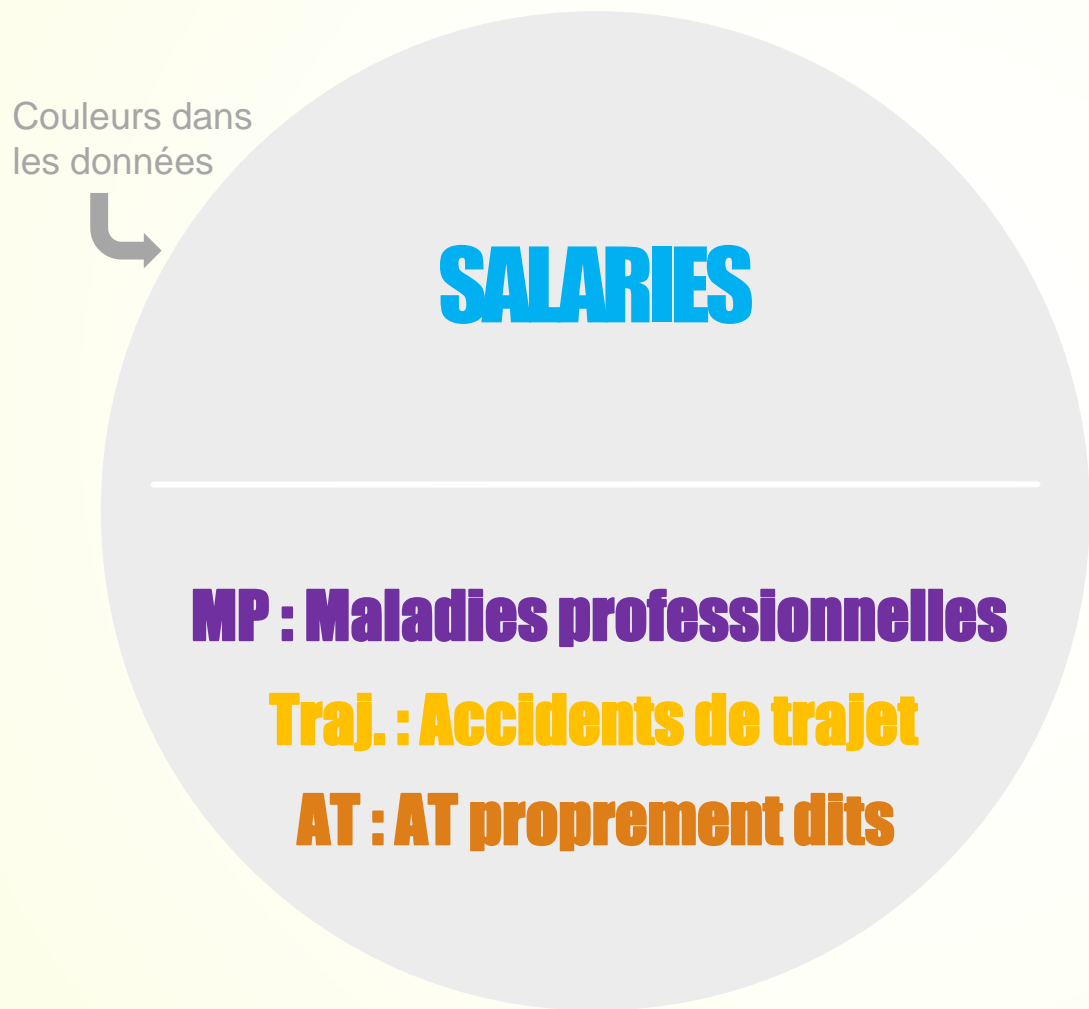 Couleurs dans
les données
SALARIES
MP : Maladies professionnelles
Traj. : Accidents de trajet
AT : AT proprement dits